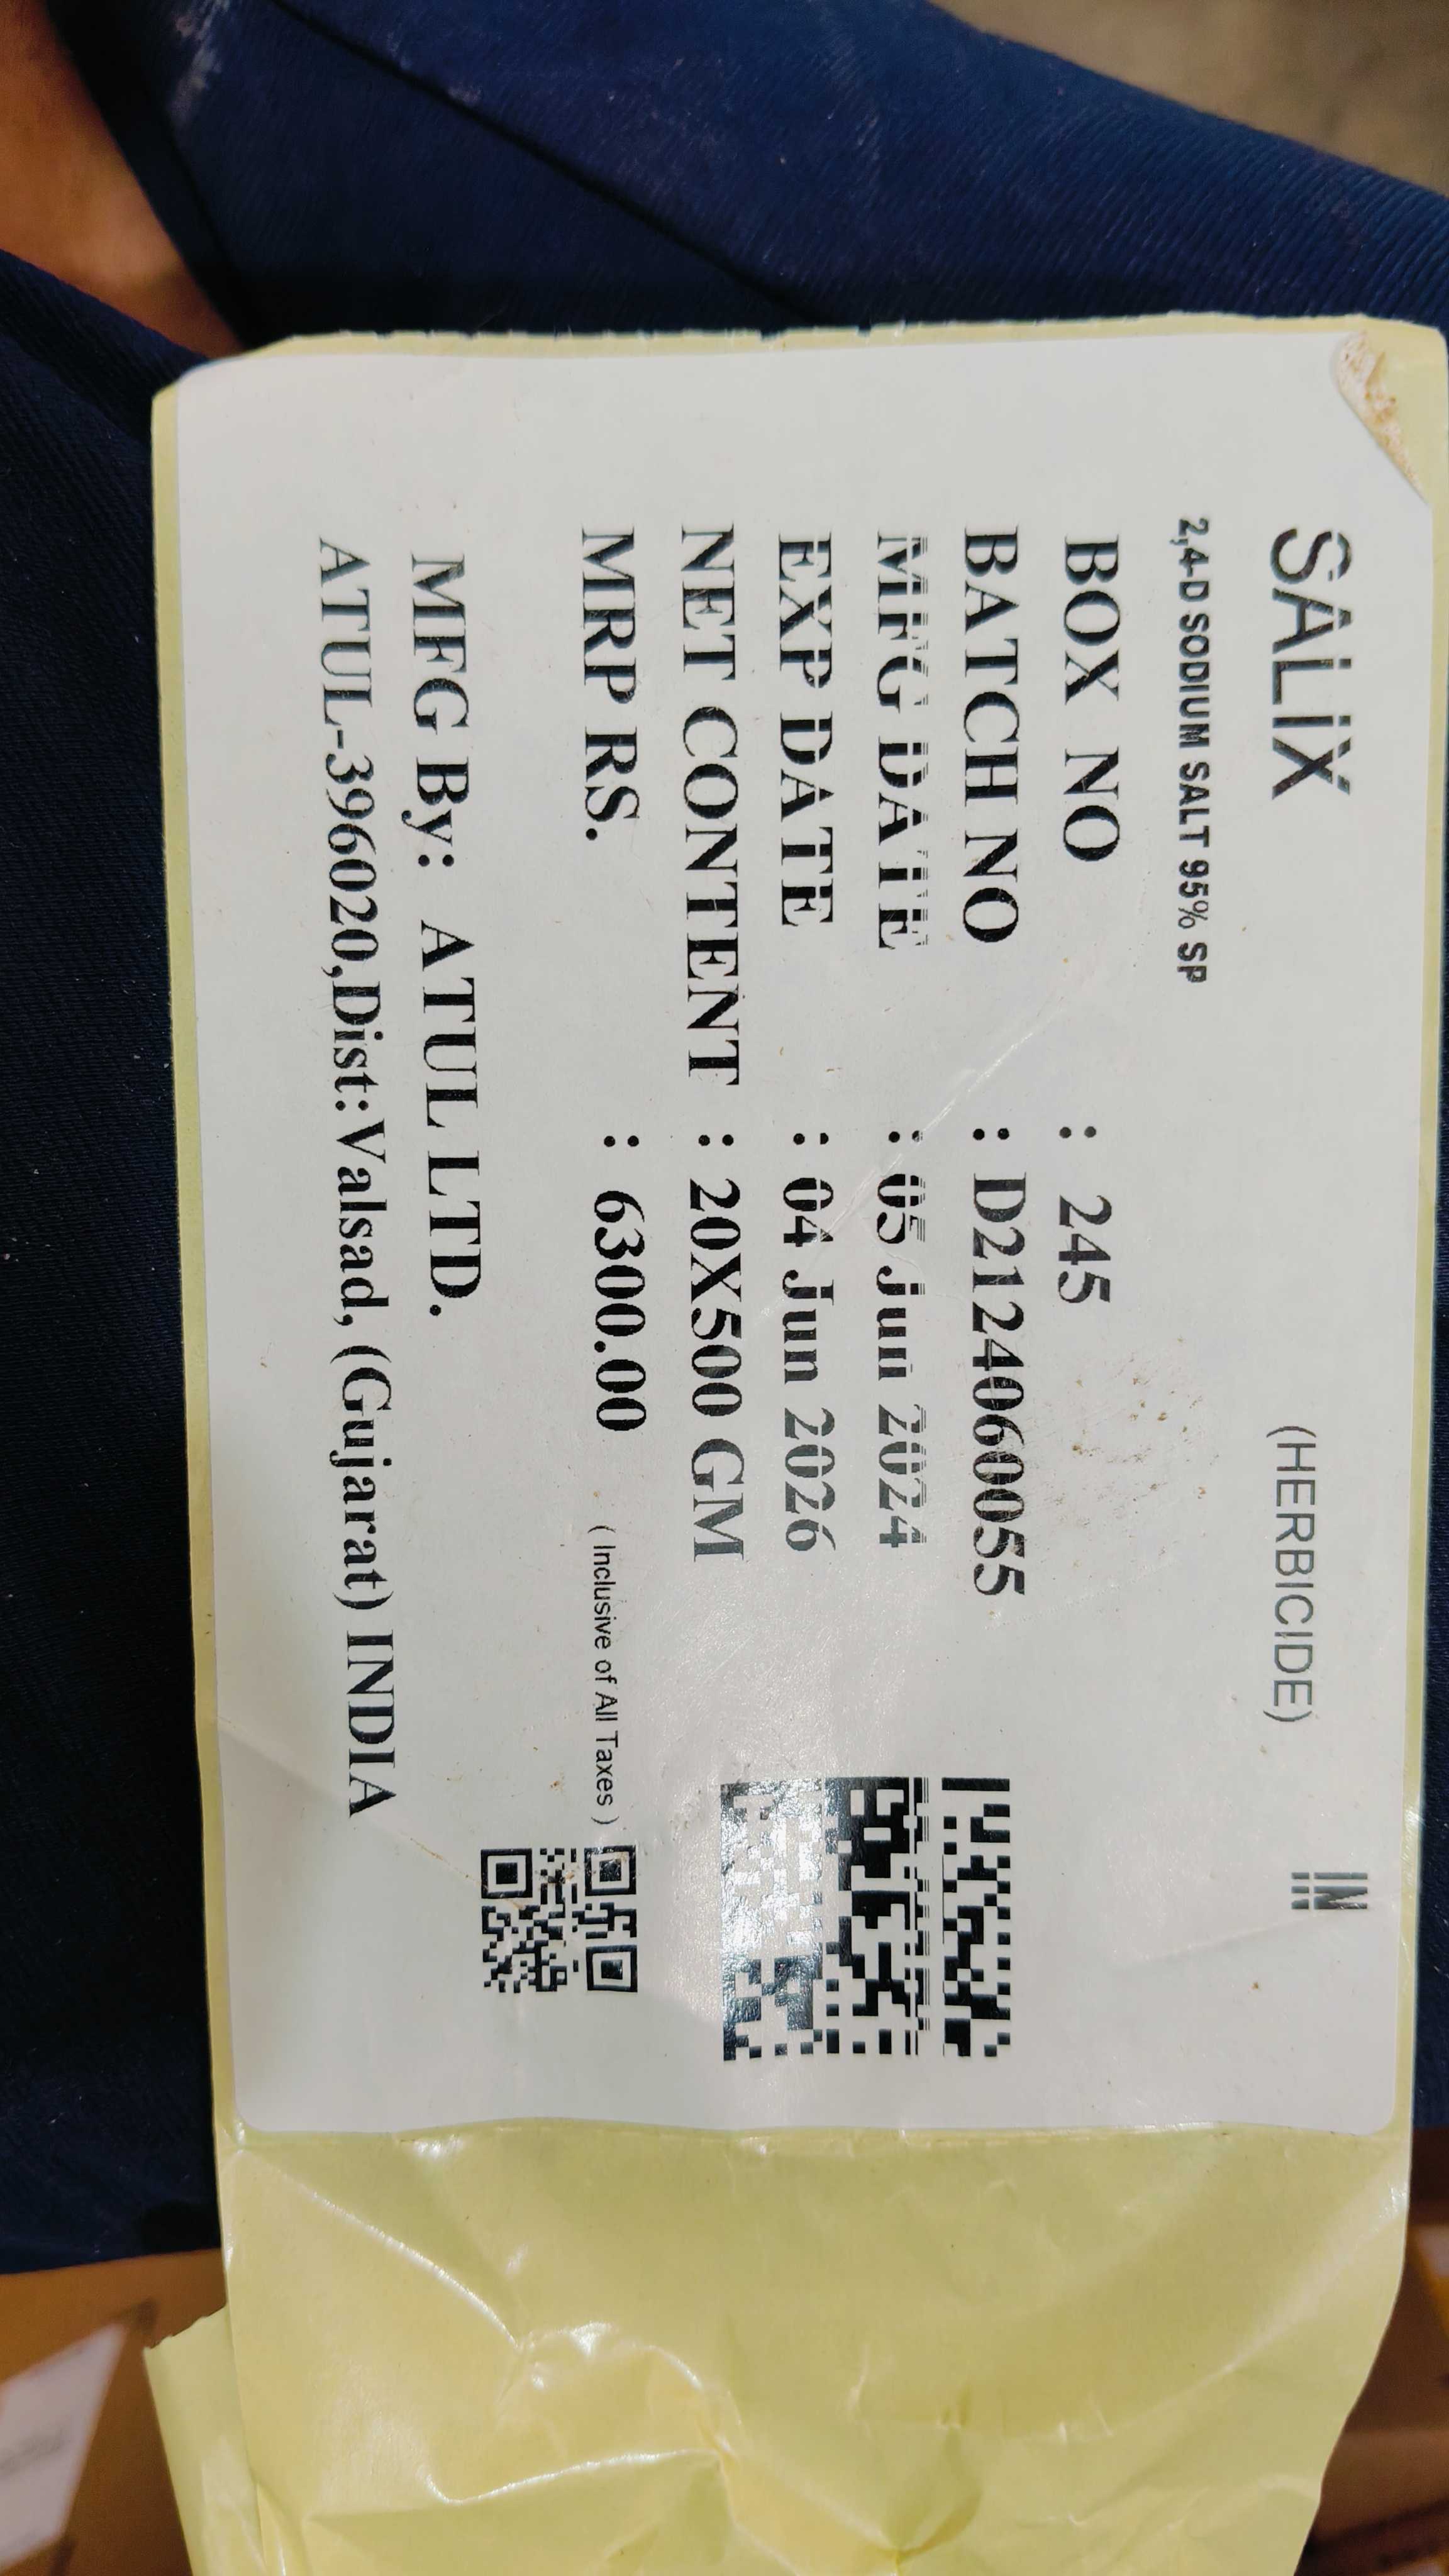 SALIX (HERBICIDE) IN
2,4-D SODIUM SALT 95% SP
BOX NO : 245
BATCH NO : D2124060055
MFG DATE : 05 Jun 2024
EXP DATE : 04 Jun 2026
NET CONTENT : 20X500 GM
MRP RS. : 6300.00 ( Inclusive of All Taxes )
MFG By: ATUL LTD.
ATUL-396020,Dist:Valsad, (Gujarat) INDIA